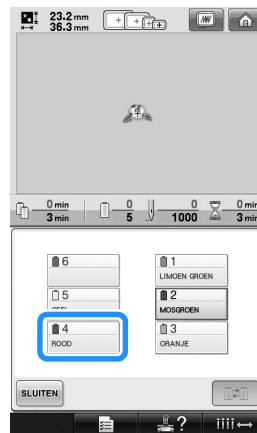 23.2 mm
36.3 mm
0 min
3 min
0
5
0
1000
0 min
3 min
6
1
LIMOEN GROEN
5
2
MOSGROEN
4
ROOD
3
ORANJE
SLUITEN
?